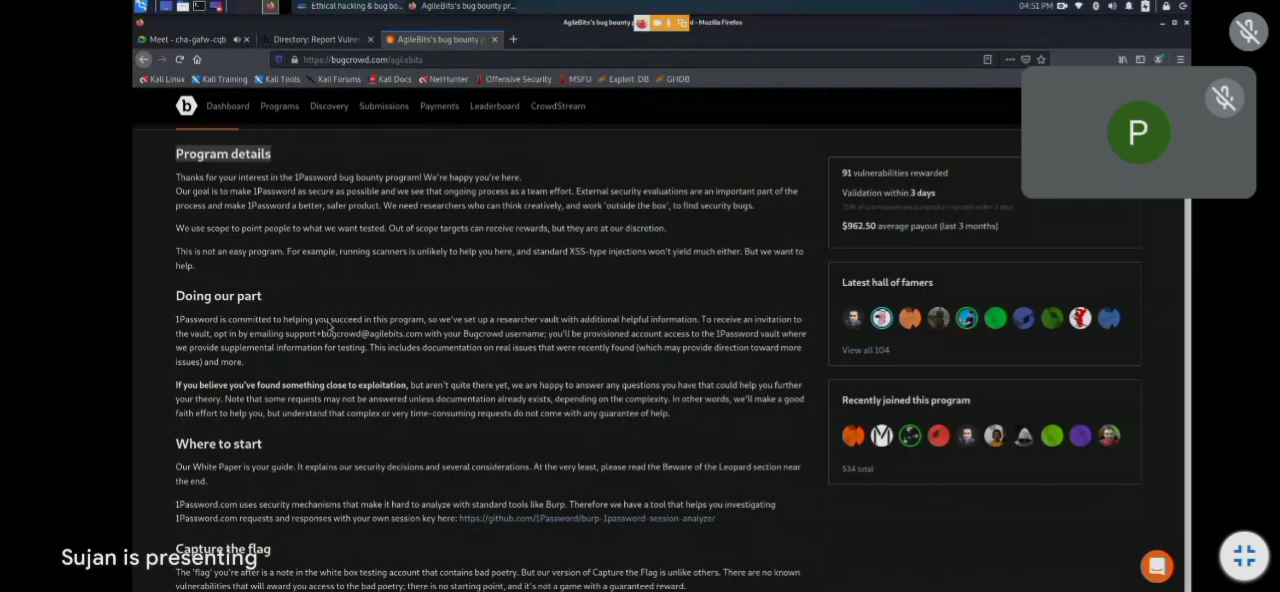 Ethical hacking & bug bo...
AgileBits's bug bounty pr...
04:51 PM
AgileBits's bug bounty p
d - Mozilla Firefox
Meet - cha-gafw-cqb
Directory: Report Vulner
AgileBits's bug bounty p
https://bugcrowd.com/agilebits
Kali Linux
Kali Training
Kali Tools
Kali Forums
Kali Docs
NetHunter
Offensive Security
MSFU
Exploit-DB
GHDB
b
Dashboard
Programs
Discovery
Submissions
Payments
Leaderboard
CrowdStream
P
Program details
Thanks for your interest in the 1Password bug bounty program! We're happy you're here.
Our goal is to make 1Password as secure as possible and we see that ongoing process as a team effort. External security evaluations are an important part of the
process and make 1Password a better, safer product. We need researchers who can think creatively, and work 'outside the box', to find security bugs.
We use scope to point people to what we want tested. Out of scope targets can receive rewards, but they are at our discretion.
This is not an easy program. For example, running scanners is unlikely to help you here, and standard XSS-type injections won't yield much either. But we want to
help.
Doing our part
1Password is committed to helping you succeed in this program, so we've set up a researcher vault with additional helpful information. To receive an invitation to
the vault, opt in by emailing support+bugcrowd@agilebits.com with your Bugcrowd username; you'll be provisioned account access to the 1Password vault where
we provide supplemental information for testing. This includes documentation on real issues that were recently found (which may provide direction toward more
issues) and more.
If you believe you've found something close to exploitation, but aren't quite there yet, we are happy to answer any questions you have that could help you further
your theory. Note that some requests may not be answered unless documentation already exists, depending on the complexity. In other words, we'll make a good
faith effort to help you, but understand that complex or very time-consuming requests do not come with any guarantee of help.
Where to start
Our White Paper is your guide. It explains our security decisions and several considerations. At the very least, please read the Beware of the Leopard section near
the end.
1Password.com uses security mechanisms that make it hard to analyze with standard tools like Burp. Therefore we have a tool that helps you investigating
1Password.com requests and responses with your own session key here: https://github.com/1Password/burp-1password-session-analyzer
Capture the flag
The 'flag' you're after is a note in the white box testing account that contains bad poetry. But our version of Capture the Flag is unlike others. There are no known
vulnerabilities that will award you access to the bad poetry; there is no starting point, and it's not a game with a guaranteed reward.
91 vulnerabilities rewarded
Validation within 3 days
75% of submissions are accepted or rejected within 3 days
$962.50 average payout (last 3 months)
Latest hall of famers
View all 104
Recently joined this program
534 total
Sujan is presenting